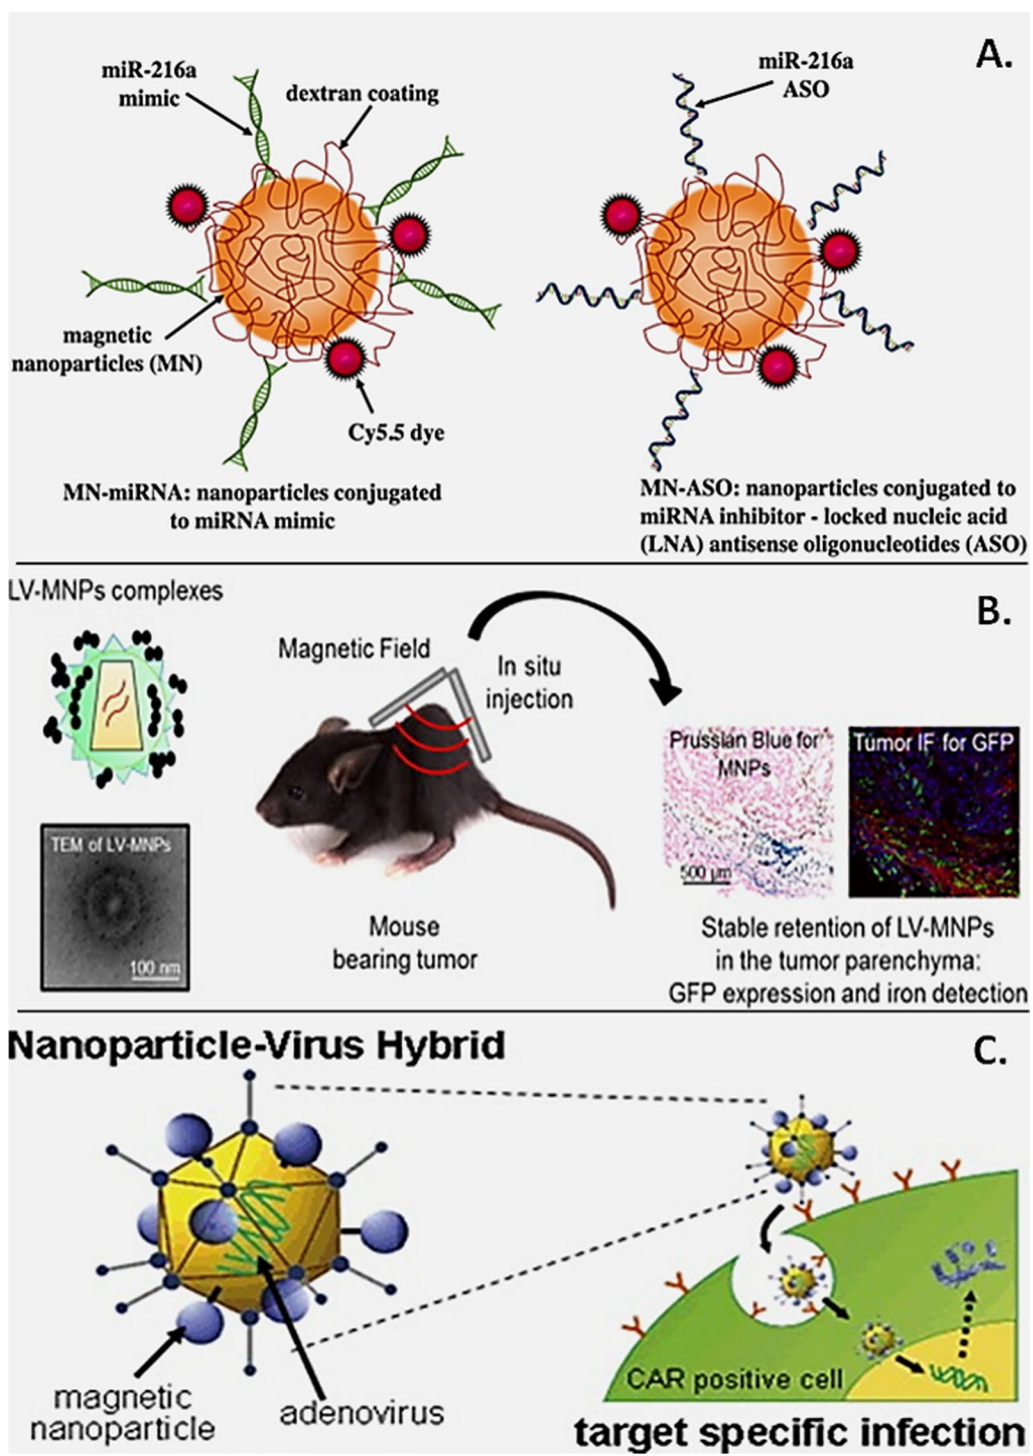 A.
miR-216a
mimic
dextran coating
miR-216a
ASO
magnetic
nanoparticles (MN)
Cy5.5 dye
MN-miRNA: nanoparticles conjugated
to miRNA mimic
MN-ASO: nanoparticles conjugated to
miRNA inhibitor - locked nucleic acid
(LNA) antisense oligonucleotides (ASO)
B.
LV-MNPs complexes
Magnetic Field
In situ
injection
TEM of LV-MNPs
100 nm
Mouse
bearing tumor
Prussian Blue for
MNPs
500 µm
Tumor IF for GFP
Stable retention of LV-MNPs
in the tumor parenchyma:
GFP expression and iron detection
C.
Nanoparticle-Virus Hybrid
magnetic
nanoparticle
adenovirus
CAR positive cell
target specific infection